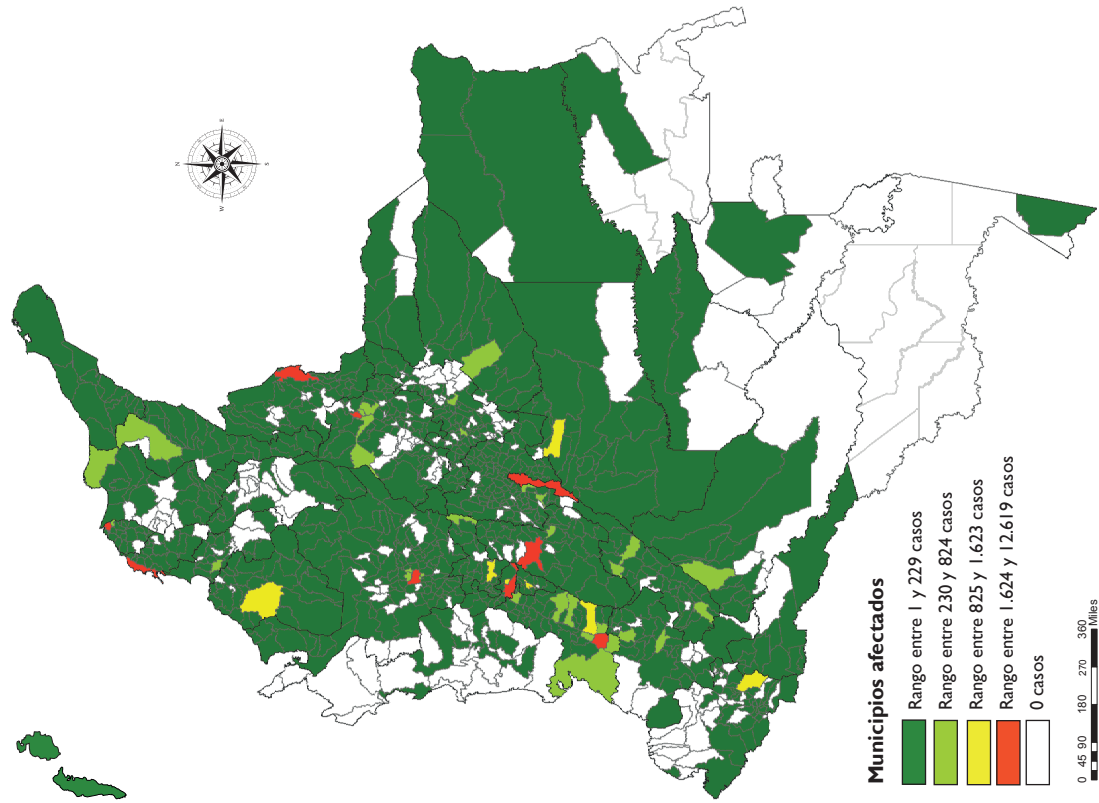 N
E
S
W
Municipios afectados
Rango entre 1 y 229 casos
Rango entre 230 y 824 casos
Rango entre 825 y 1.623 casos
Rango entre 1.624 y 12.619 casos
0 casos
0 45 90 180 270 360
Miles